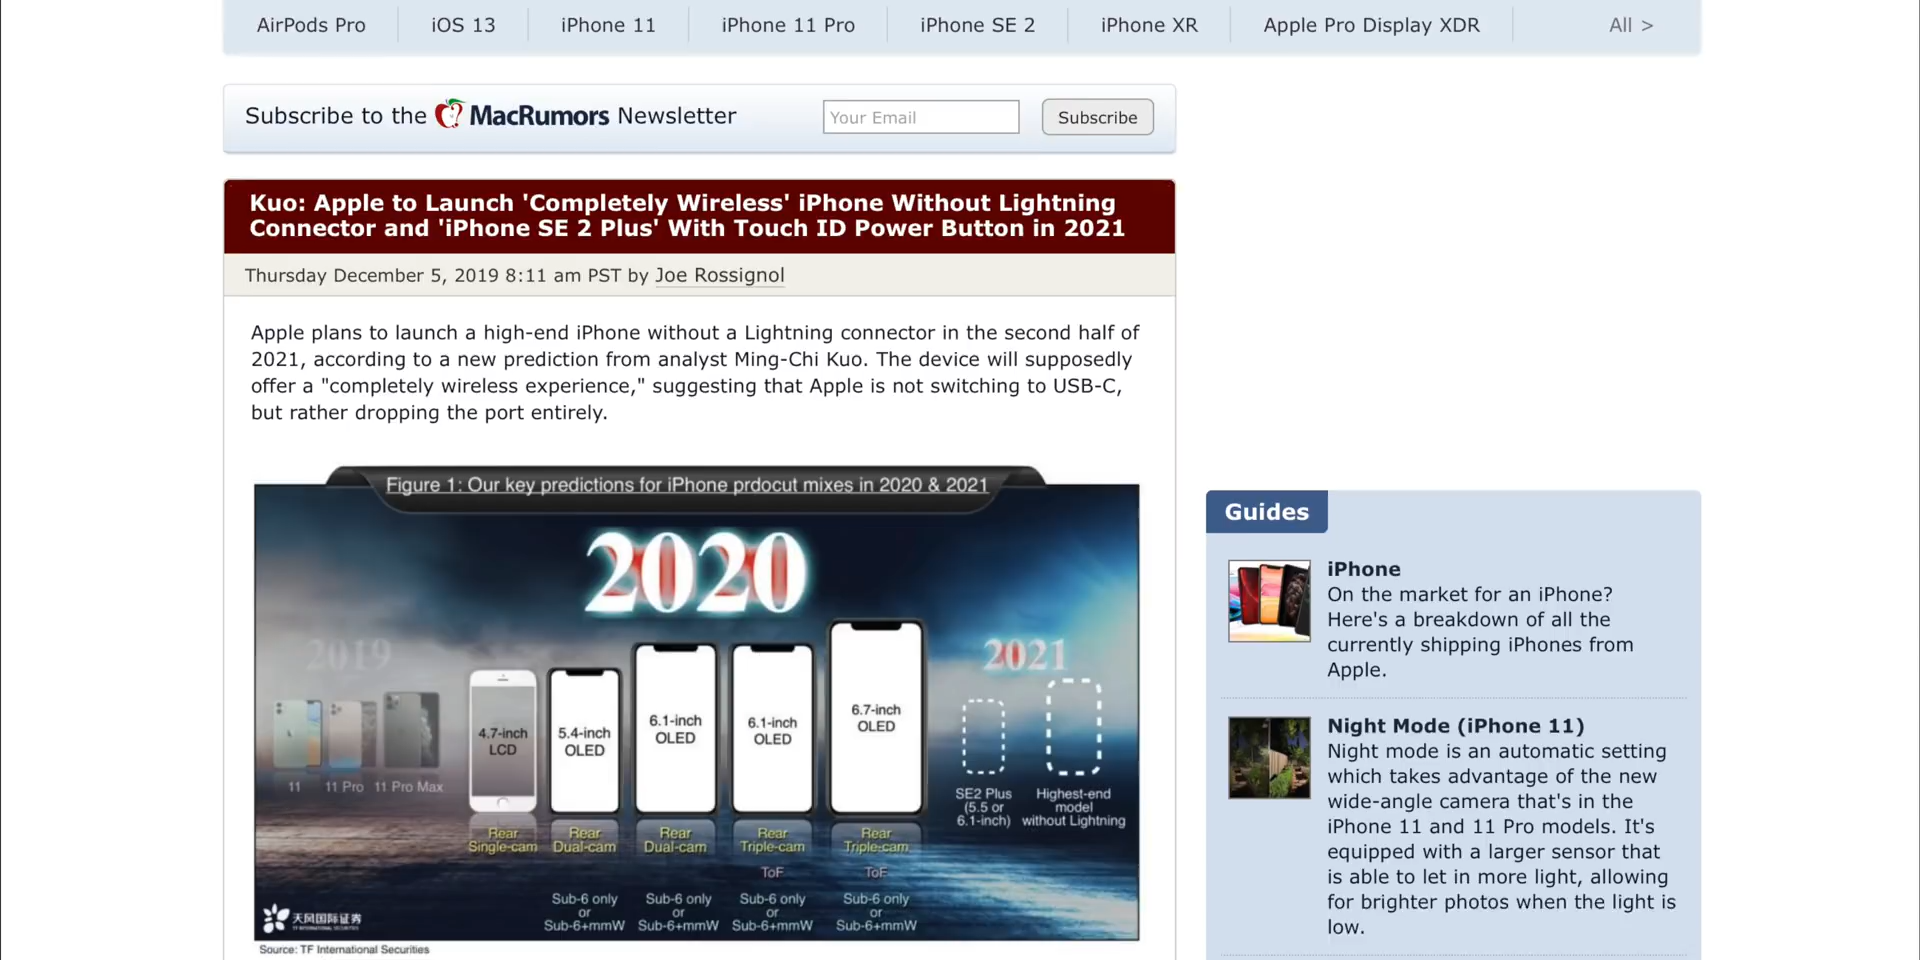 AirPods Pro
iOS 13
iPhone 11
iPhone 11 Pro
iPhone SE 2
iPhone XR
Apple Pro Display XDR
All >
Subscribe to the MacRumors Newsletter
Your Email
Subscribe
Kuo: Apple to Launch 'Completely Wireless' iPhone Without Lightning
Connector and 'iPhone SE 2 Plus' With Touch ID Power Button in 2021
Thursday December 5, 2019 8:11 am PST by Joe Rossignol
Apple plans to launch a high-end iPhone without a Lightning connector in the second half of
2021, according to a new prediction from analyst Ming-Chi Kuo. The device will supposedly
offer a "completely wireless experience," suggesting that Apple is not switching to USB-C,
but rather dropping the port entirely.
Figure 1: Our key predictions for iPhone prdocut mixes in 2020 & 2021
2020
2019
11
11 Pro
11 Pro Max
4.7-inch
LCD
Rear
Single-cam
5.4-inch
OLED
Rear
Dual-cam
Sub-6 only
or
Sub-6+mmW
6.1-inch
OLED
Rear
Dual-cam
Sub-6 only
or
Sub-6+mmW
6.1-inch
OLED
Rear
Triple-cam
ToF
Sub-6 only
or
Sub-6+mmW
6.7-inch
OLED
Rear
Triple-cam
ToF
Sub-6 only
or
Sub-6+mmW
2021
SE2 Plus
(5.5 or
6.1-inch)
Highest-end
model
without Lightning
天风国际证券
TF INTERNATIONAL SECURITIES
Source: TF International Securities
Guides
iPhone
On the market for an iPhone?
Here's a breakdown of all the
currently shipping iPhones from
Apple.
Night Mode (iPhone 11)
Night mode is an automatic setting
which takes advantage of the new
wide-angle camera that's in the
iPhone 11 and 11 Pro models. It's
equipped with a larger sensor that
is able to let in more light, allowing
for brighter photos when the light is
low.